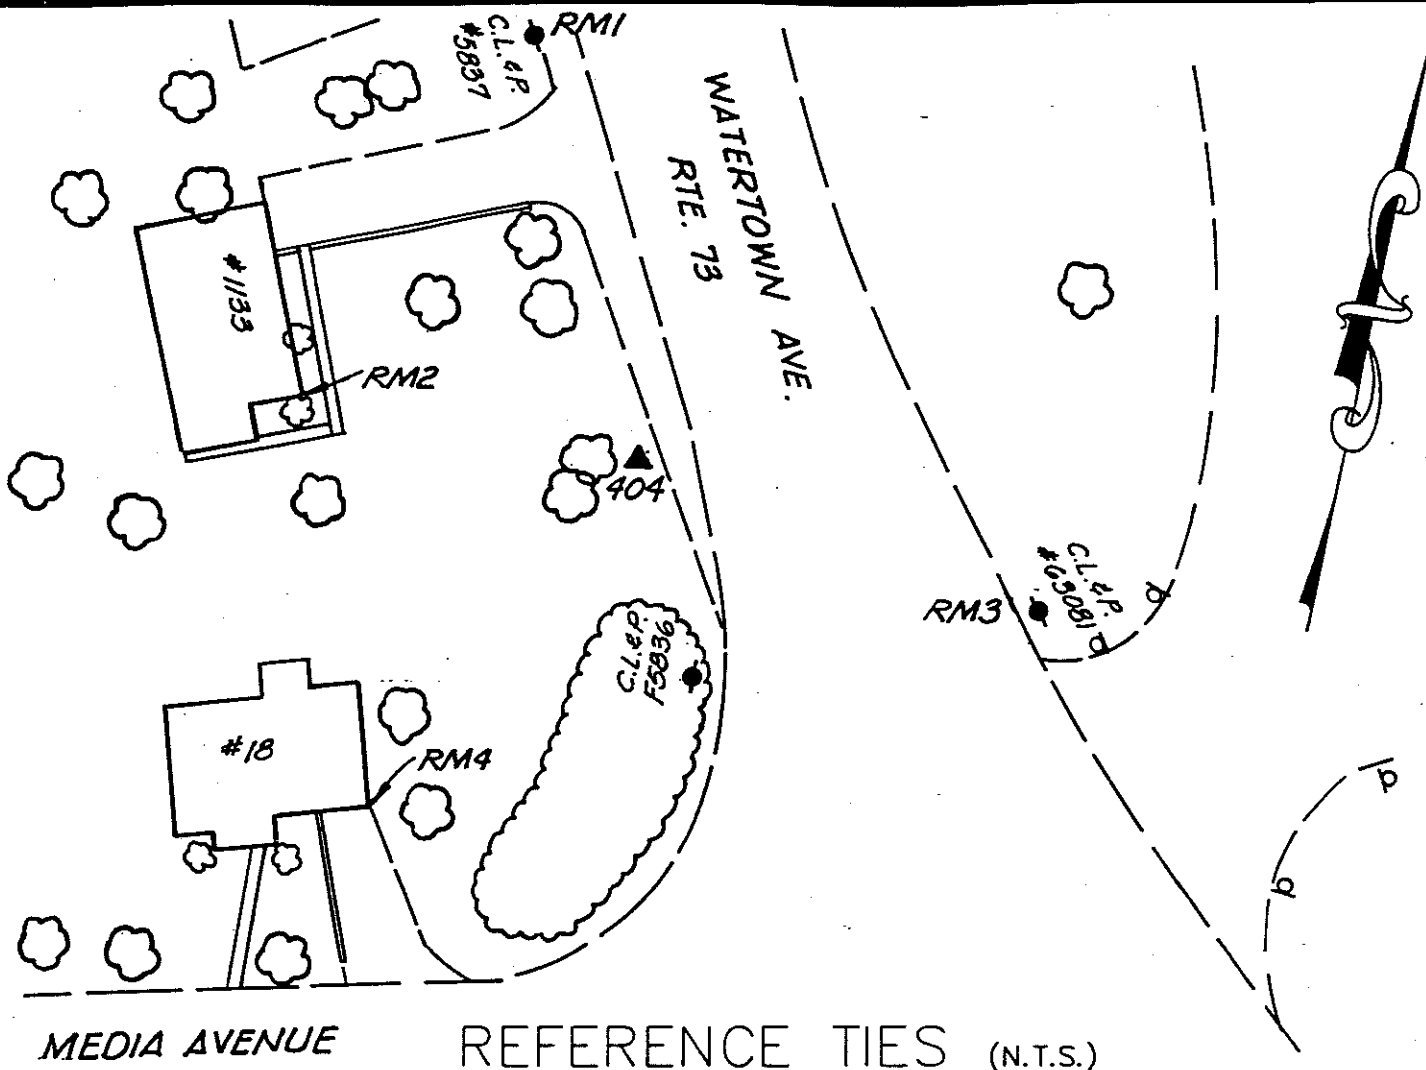 RM1
C.L.&P.
#5837
WATERTOWN AVE.
RTE. 73
#1133
RM2
404
C.L.&P.
#63081
RM3
C.L.&P.
F5836
#18
RM4
MEDIA AVENUE
REFERENCE TIES (N.T.S.)